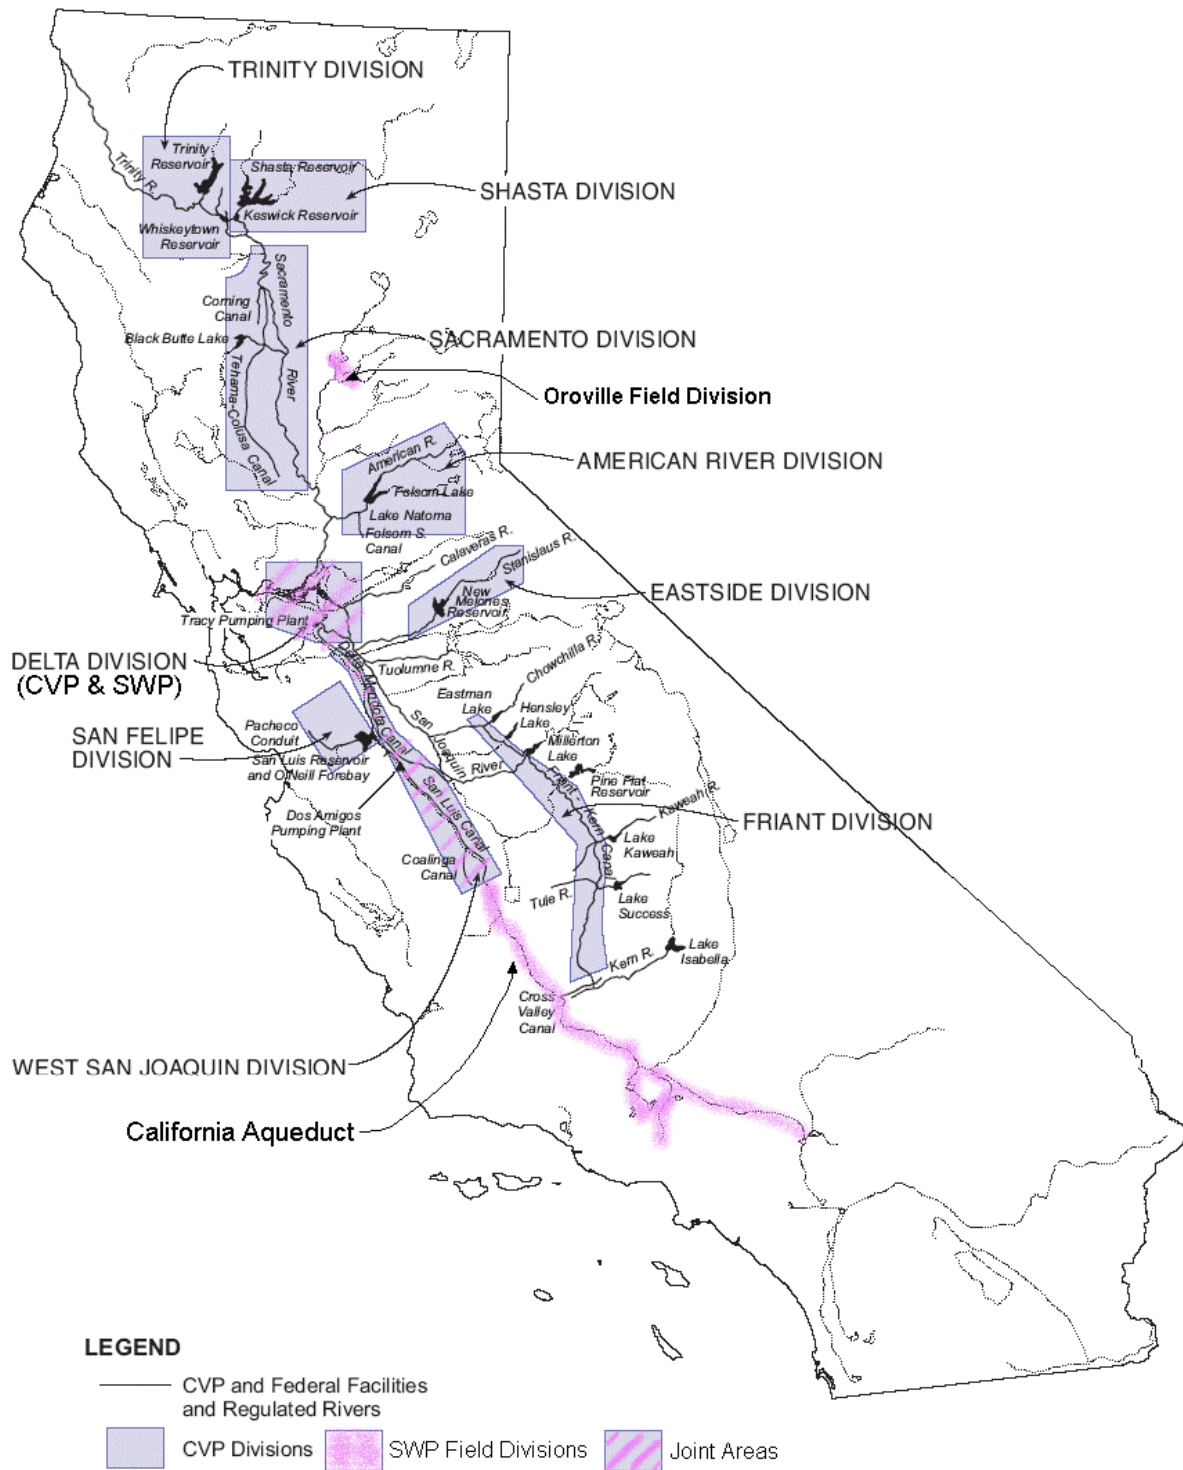 TRINITY DIVISION
Trinity
Reservoir
Trinity R.
Shasta Reservoir
SHASTA DIVISION
Keswick Reservoir
Whiskeytown
Reservoir
Sacramento
River
Corning
Canal
Black Butte Lake
SACRAMENTO DIVISION
Tehama-Colusa Canal
Oroville Field Division
American R.
AMERICAN RIVER DIVISION
Folsom Lake
Lake Natoma
Folsom S.
Canal
Calaveras R.
Stanislaus R.
New
Melones
Reservoir
EASTSIDE DIVISION
Tracy Pumping Plant
DELTA DIVISION
(CVP & SWP)
Delta-Mendota Canal
Tuolumne R.
Chowchilla R.
Eastman
Lake
Hensley
Lake
San
Joaquin
River
Millerton
Lake
SAN FELIPE
DIVISION
Pacheco
Conduit
San Luis Reservoir
and O'Neill Forebay
Pine Flat
Reservoir
Friant - Kern Canal
San Luis Canal
Dos Amigos
Pumping Plant
Kaweah R.
FRIANT DIVISION
Lake
Kaweah
Coalinga
Canal
Tule R.
Lake
Success
Kern R.
Lake
Isabella
Cross
Valley
Canal
WEST SAN JOAQUIN DIVISION
California Aqueduct
LEGEND
CVP and Federal Facilities
and Regulated Rivers
CVP Divisions
SWP Field Divisions
Joint Areas